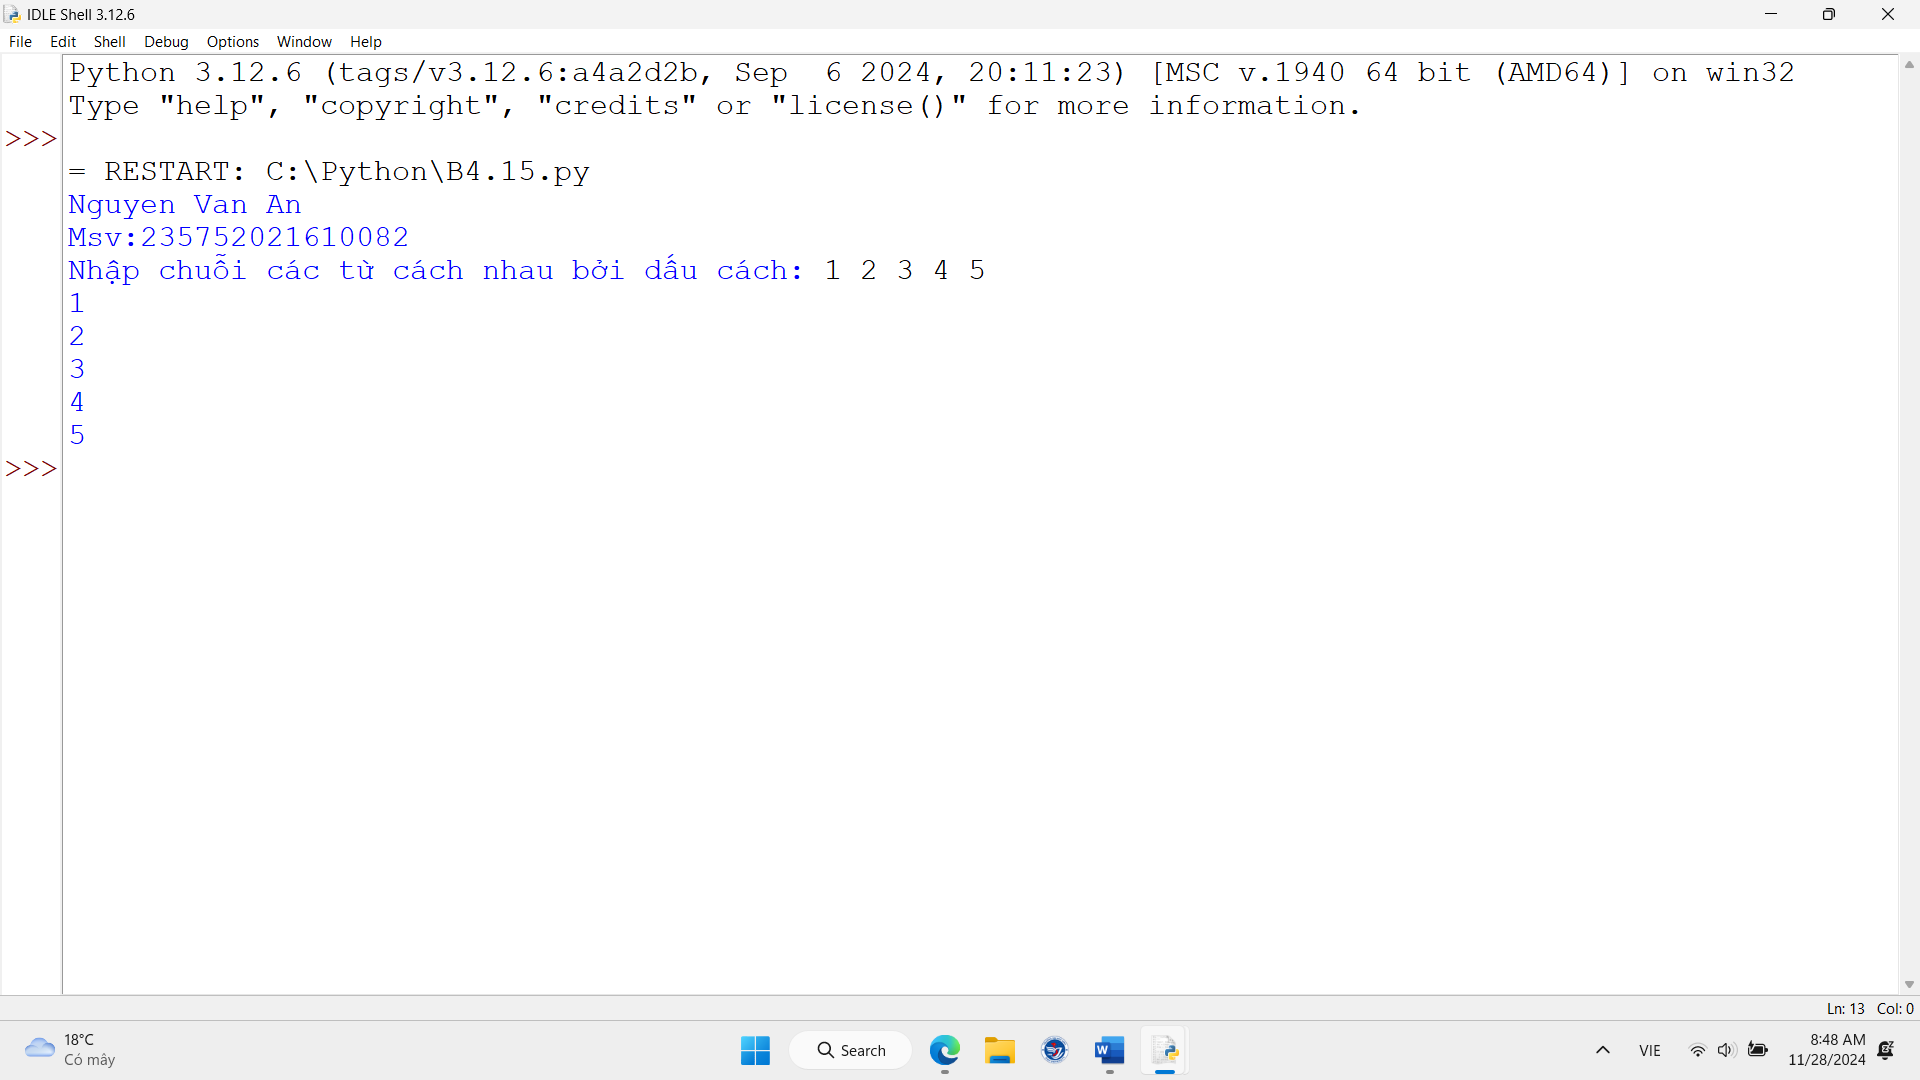 IDLE Shell 3.12.6
File Edit Shell Debug Options Window Help
Python 3.12.6 (tags/v3.12.6:a4a2d2b, Sep  6 2024, 20:11:23) [MSC v.1940 64 bit (AMD64)] on win32
Type "help", "copyright", "credits" or "license()" for more information.
>>>
= RESTART: C:\Python\B4.15.py
Nguyen Van An
Msv:235752021610082
Nhập chuỗi các từ cách nhau bởi dấu cách: 1 2 3 4 5
1
2
3
4
5
>>>
Ln: 13 Col: 0
18°C
Có mây
Search
VIE
8:48 AM
11/28/2024